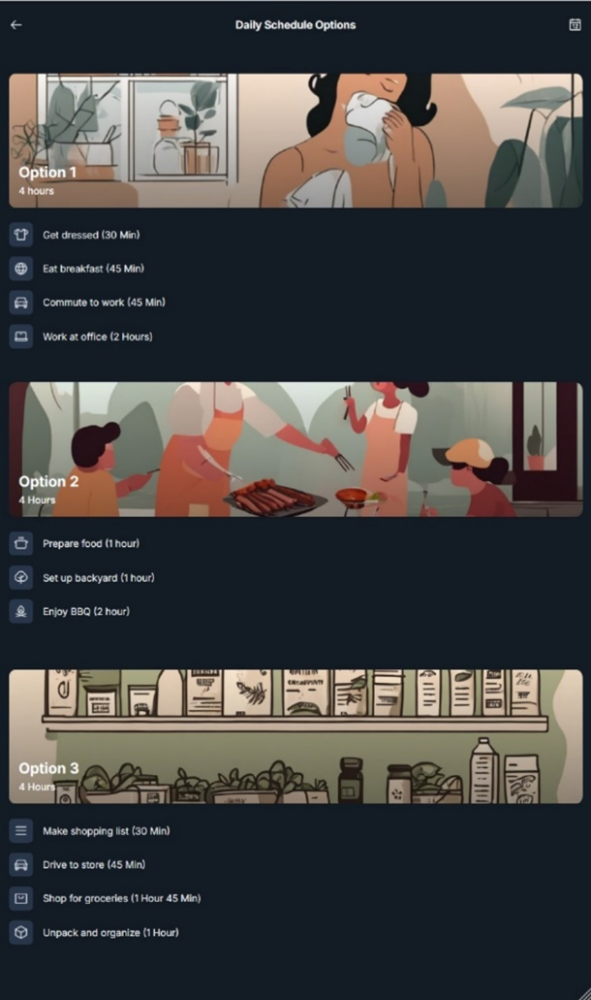 Daily Schedule Options
Option 1
4 hours
Get dressed (30 Min)
Eat breakfast (45 Min)
Commute to work (45 Min)
Work at office (2 Hours)
Option 2
4 Hours
Prepare food (1 hour)
Set up backyard (1 hour)
Enjoy BBQ (2 hour)
Option 3
4 Hours
Make shopping list (30 Min)
Drive to store (45 Min)
Shop for groceries (1 Hour 45 Min)
Unpack and organize (1 Hour)